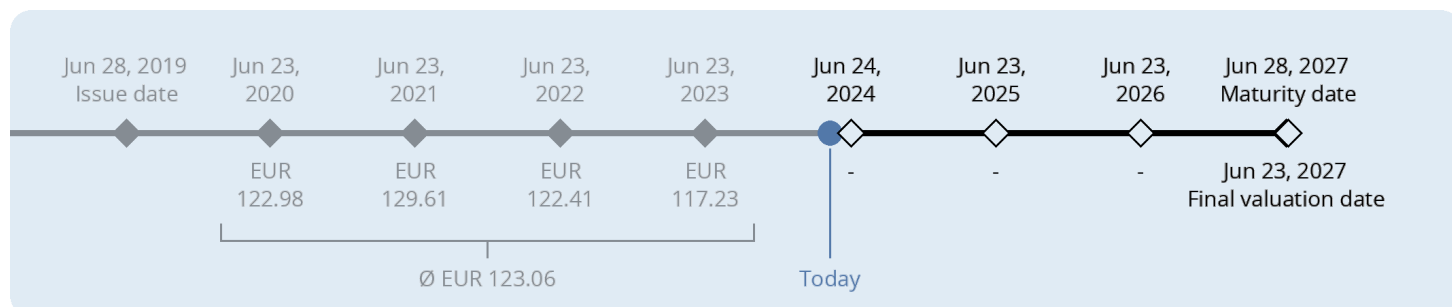 Jun 28, 2019
Issue date
Jun 23,
2020
Jun 23,
2021
Jun 23,
2022
Jun 23,
2023
Jun 24,
2024
Jun 23,
2025
Jun 23,
2026
Jun 28, 2027
Maturity date
EUR
122.98
EUR
129.61
EUR
122.41
EUR
117.23
-
-
-
Jun 23, 2027
Final valuation date
Ø EUR 123.06
Today